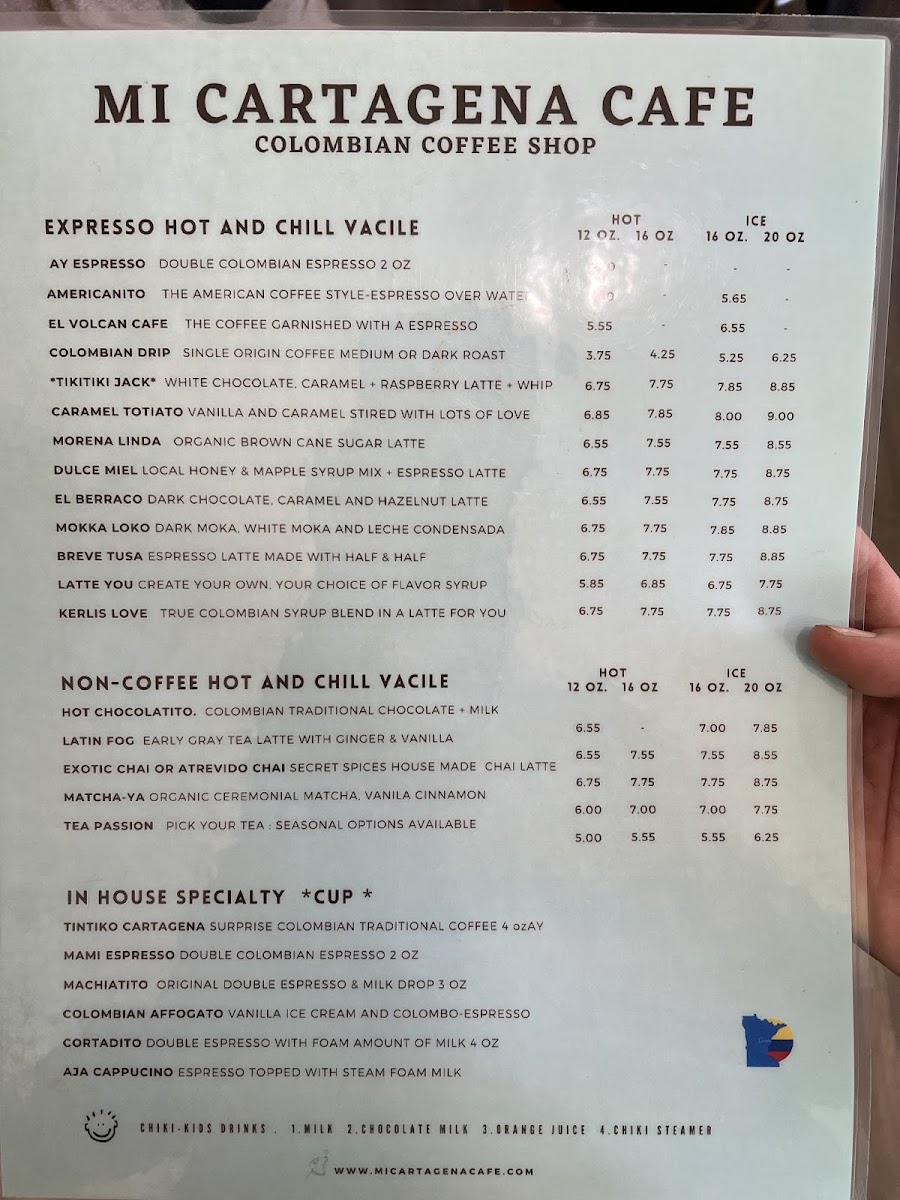 MI CARTAGENA CAFE
COLOMBIAN COFFEE SHOP
EXPRESSO HOT AND CHILL VACILE HOT ICE
12 OZ. 16 OZ 16 OZ. 20 OZ
AY ESPRESSO DOUBLE COLOMBIAN ESPRESSO 2 OZ - - -
AMERICANITO THE AMERICAN COFFEE STYLE-ESPRESSO OVER - 5.65 -
EL VOLCAN CAFE THE COFFEE GARNISHED WITH A ESPRESSO 5.55 - 6.55 -
COLOMBIAN DRIP SINGLE ORIGIN COFFEE MEDIUM OR DARK ROAST 3.75 4.25 5.25 6.25
*TIKITIKI JACK* WHITE CHOCOLATE, CARAMEL + RASPBERRY LATTE + WHIP 6.75 7.75 7.85 8.85
CARAMEL TOTIATO VANILLA AND CARAMEL STIRED WITH LOTS OF LOVE 6.85 7.85 8.00 9.00
MORENA LINDA ORGANIC BROWN CANE SUGAR LATTE 6.55 7.55 7.55 8.55
DULCE MIEL LOCAL HONEY & MAPPLE SYRUP MIX + ESPRESSO LATTE 6.75 7.75 7.75 8.75
EL BERRACO DARK CHOCOLATE, CARAMEL AND HAZELNUT LATTE 6.55 7.55 7.75 8.75
MOKKA LOKO DARK MOKA, WHITE MOKA AND LECHE CONDENSADA 6.75 7.75 7.85 8.85
BREVE TUSA ESPRESSO LATTE MADE WITH HALF & HALF 6.75 7.75 7.75 8.85
LATTE YOU CREATE YOUR OWN, YOUR CHOICE OF FLAVOR SYRUP 5.85 6.85 6.75 7.75
KERLIS LOVE TRUE COLOMBIAN SYRUP BLEND IN A LATTE FOR YOU 6.75 7.75 7.75 8.75
NON-COFFEE HOT AND CHILL VACILE HOT ICE
12 OZ. 16 OZ 16 OZ. 20 OZ
HOT CHOCOLATITO. COLOMBIAN TRADITIONAL CHOCOLATE + MILK 6.55 - 7.00 7.85
LATIN FOG EARLY GRAY TEA LATTE WITH GINGER & VANILLA 6.55 7.55 7.55 8.55
EXOTIC CHAI OR ATREVIDO CHAI SECRET SPICES HOUSE MADE CHAI LATTE 6.75 7.75 7.75 8.75
MATCHA-YA ORGANIC CEREMONIAL MATCHA, VANILA CINNAMON 6.00 7.00 7.00 7.75
TEA PASSION PICK YOUR TEA : SEASONAL OPTIONS AVAILABLE 5.00 5.55 5.55 6.25
IN HOUSE SPECIALTY *CUP *
TINTIKO CARTAGENA SURPRISE COLOMBIAN TRADITIONAL COFFEE 4 ozAY
MAMI ESPRESSO DOUBLE COLOMBIAN ESPRESSO 2 OZ
MACHIATITO ORIGINAL DOUBLE ESPRESSO & MILK DROP 3 OZ
COLOMBIAN AFFOGATO VANILLA ICE CREAM AND COLOMBO-ESPRESSO
CORTADITO DOUBLE ESPRESSO WITH FOAM AMOUNT OF MILK 4 OZ
AJA CAPPUCINO ESPRESSO TOPPED WITH STEAM FOAM MILK
CHIKI-KIDS DRINKS . 1.MILK 2.CHOCOLATE MILK 3.ORANGE JUICE 4.CHIKI STEAMER
WWW.MICARTAGENACAFE.COM